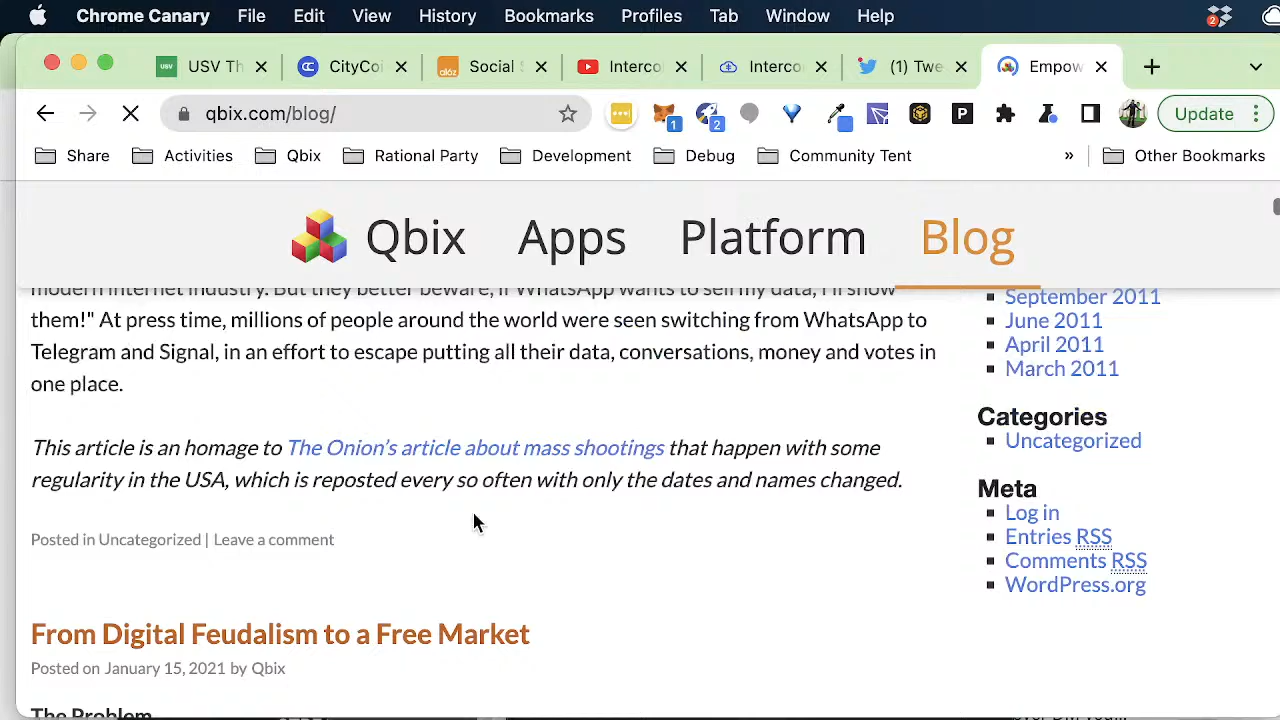 Chrome Canary File Edit View History Bookmarks Profiles Tab Window Help
2
USV Th CityCoi Social S Interco Interco (1) Twe Empow
qbix.com/blog/
1 2 P Update
Share Activities Qbix Rational Party Development Debug Community Tent » Other Bookmarks
Qbix Apps Platform Blog
modern internet industry. But they better beware, if WhatsApp wants to sell my data, I'll show
them!" At press time, millions of people around the world were seen switching from WhatsApp to
Telegram and Signal, in an effort to escape putting all their data, conversations, money and votes in
one place.
This article is an homage to The Onion's article about mass shootings that happen with some
regularity in the USA, which is reposted every so often with only the dates and names changed.
Posted in Uncategorized | Leave a comment
From Digital Feudalism to a Free Market
Posted on January 15, 2021 by Qbix
The Problem
September 2011
June 2011
April 2011
March 2011
Categories
Uncategorized
Meta
Log in
Entries RSS
Comments RSS
WordPress.org